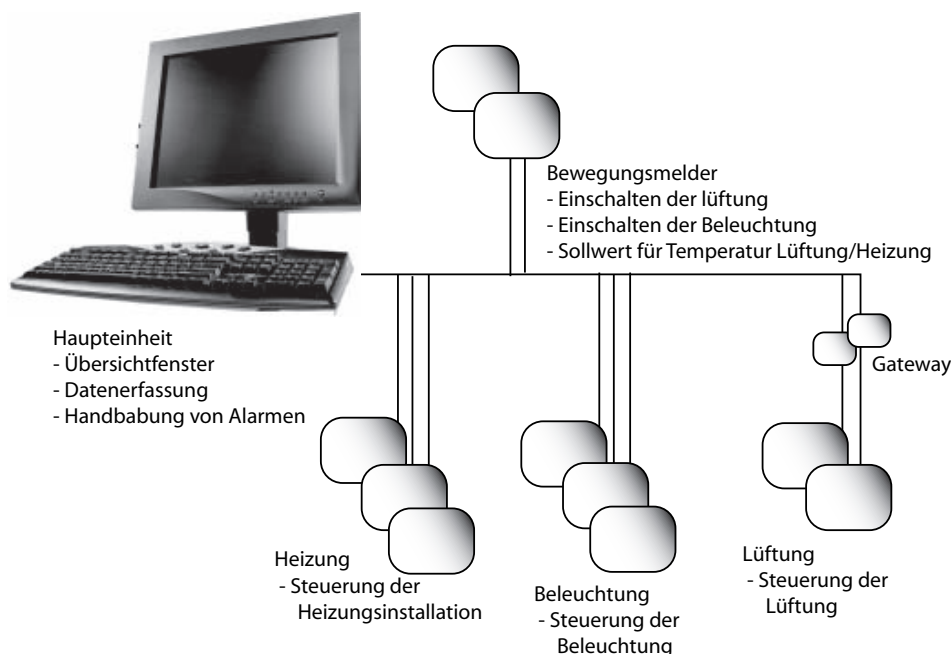 Bewegungsmelder
- Einschalten der lüftung
- Einschalten der Beleuchtung
- Sollwert für Temperatur Lüftung/Heizung
Haupteinheit
- Übersichtfenster
- Datenerfassung
- Handbabung von Alarmen
Gateway
Heizung
- Steuerung der
Heizungsinstallation
Beleuchtung
- Steuerung der
Beleuchtung
Lüftung
- Steuerung der
Lüftung